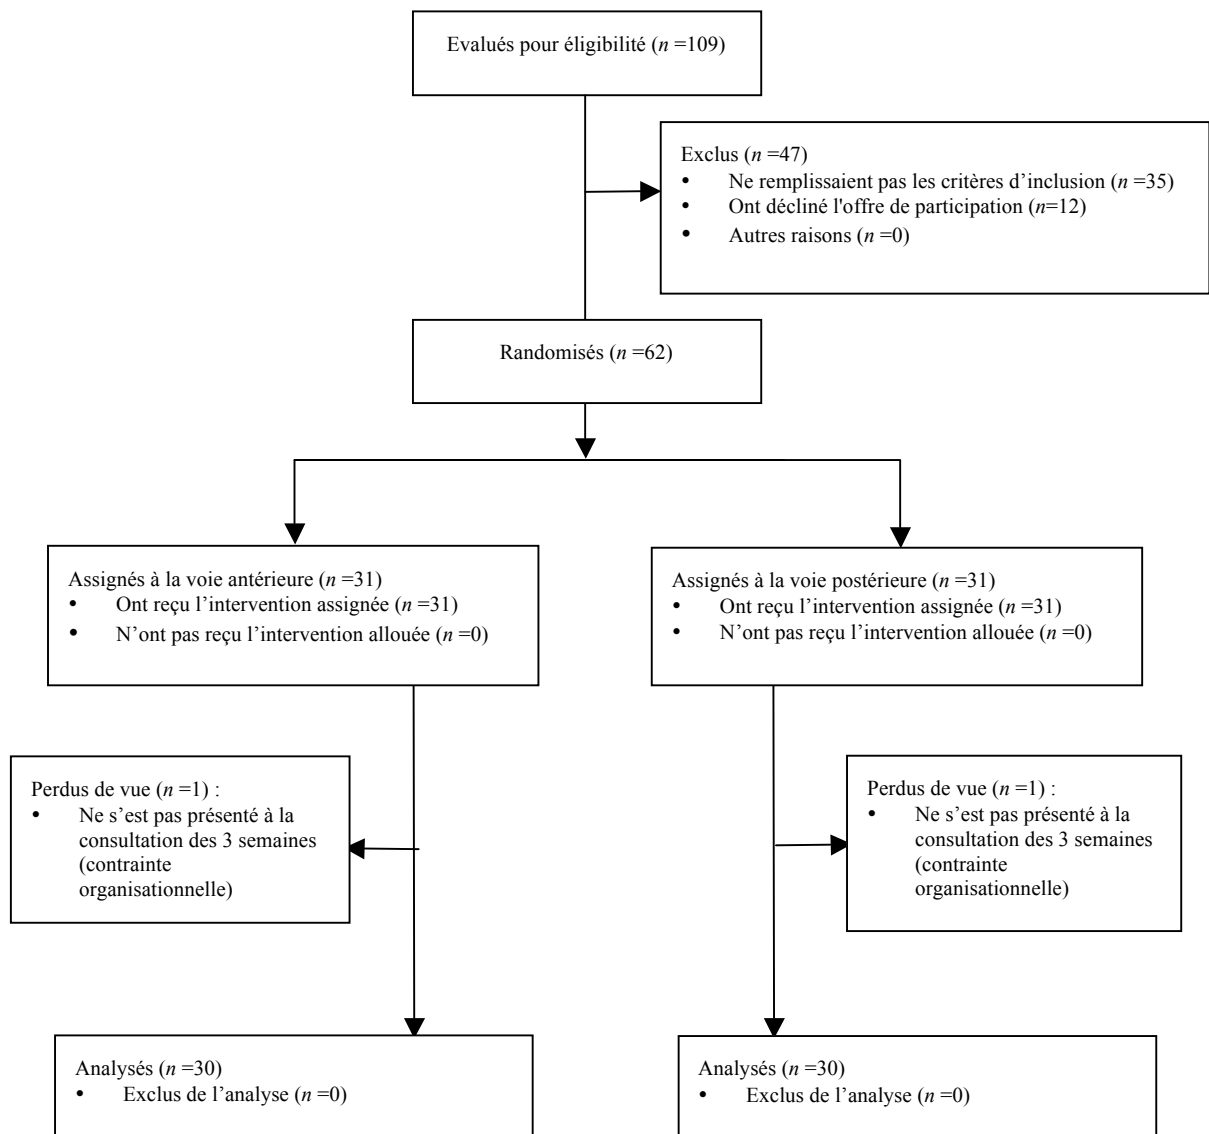 Evalués pour éligibilité (n =109)
Exclus (n =47)
• Ne remplissaient pas les critères d’inclusion (n =35)
• Ont décliné l'offre de participation (n=12)
• Autres raisons (n =0)
Randomisés (n =62)
Assignés à la voie antérieure (n =31)
• Ont reçu l’intervention assignée (n =31)
• N’ont pas reçu l’intervention allouée (n =0)
Assignés à la voie postérieure (n =31)
• Ont reçu l’intervention assignée (n =31)
• N’ont pas reçu l’intervention allouée (n =0)
Perdus de vue (n =1) :
• Ne s’est pas présenté à la
consultation des 3 semaines
(contrainte
organisationnelle)
Perdus de vue (n =1) :
• Ne s’est pas présenté à la
consultation des 3 semaines
(contrainte
organisationnelle)
Analysés (n =30)
• Exclus de l’analyse (n =0)
Analysés (n =30)
• Exclus de l’analyse (n =0)